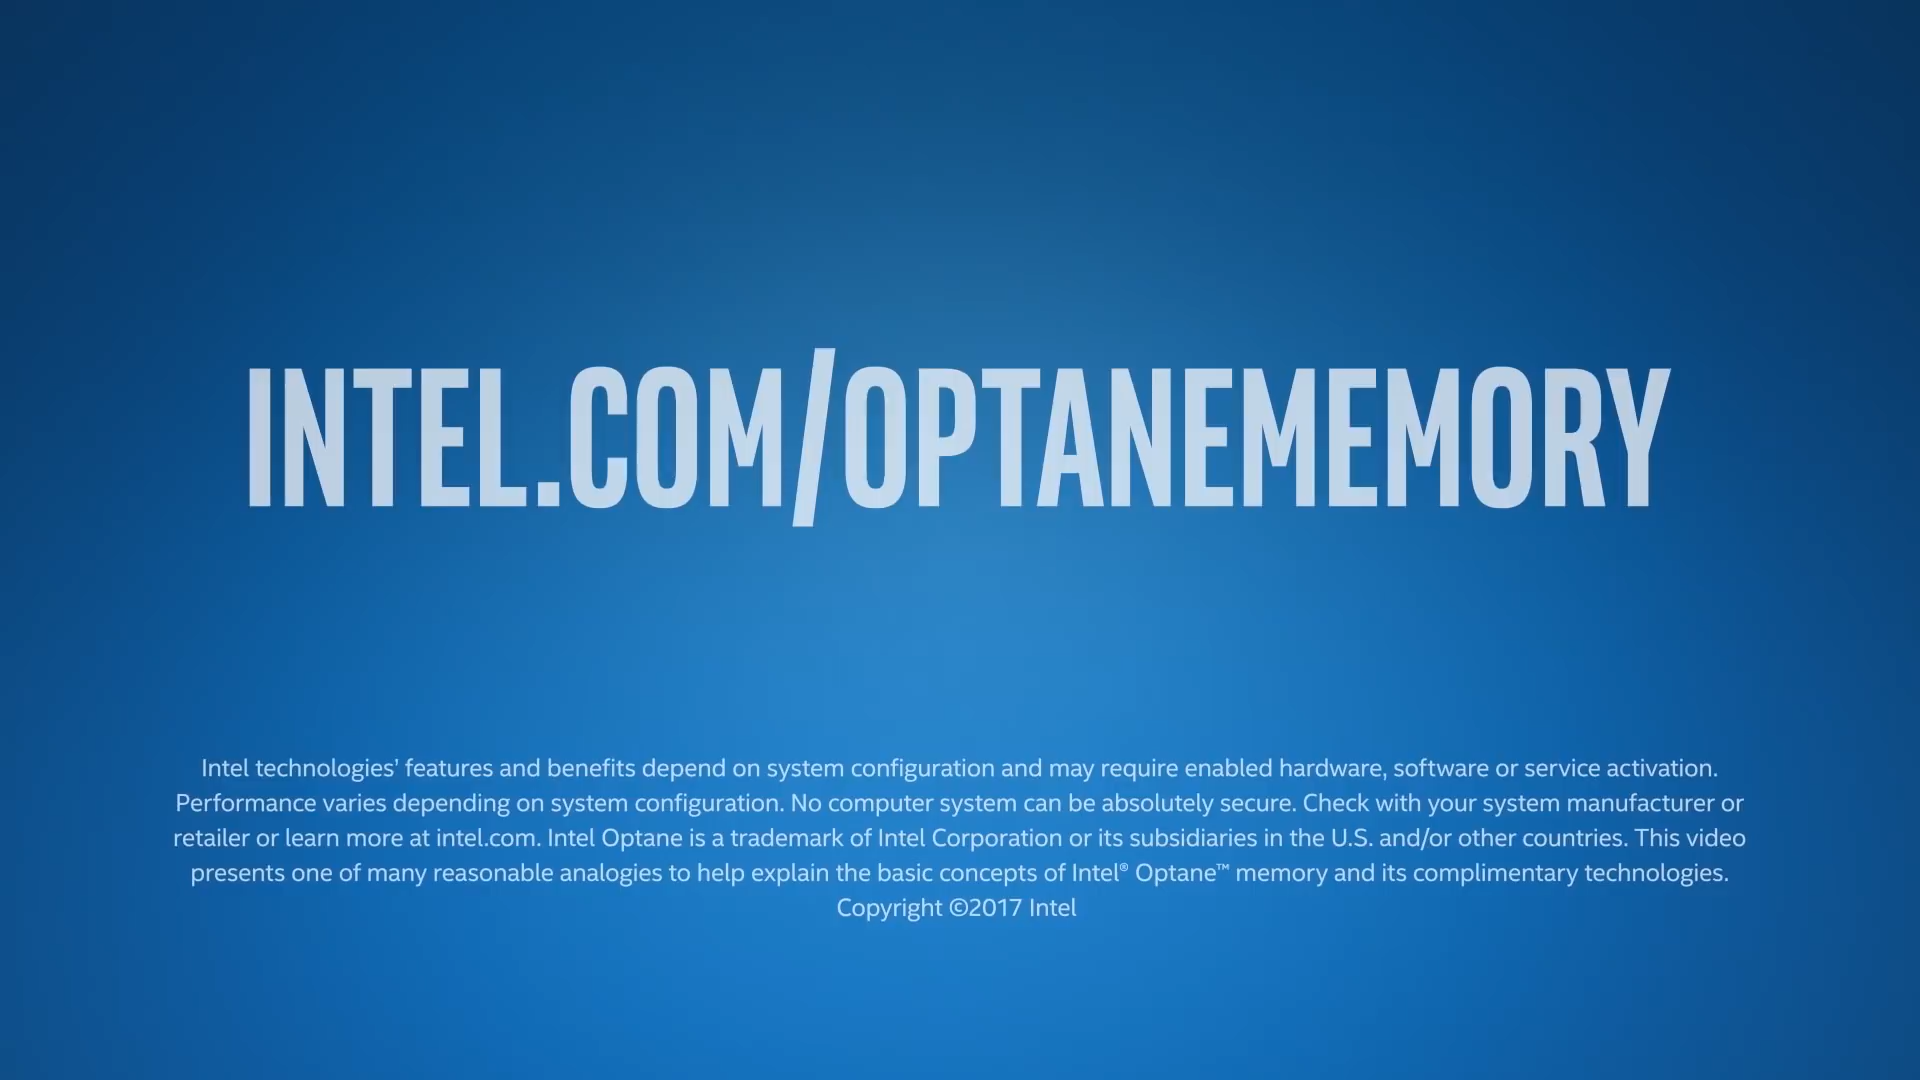 INTEL.COM/OPTANEMEMORY
Intel technologies’ features and benefits depend on system configuration and may require enabled hardware, software or service activation.
Performance varies depending on system configuration. No computer system can be absolutely secure. Check with your system manufacturer or
retailer or learn more at intel.com. Intel Optane is a trademark of Intel Corporation or its subsidiaries in the U.S. and/or other countries. This video
presents one of many reasonable analogies to help explain the basic concepts of Intel® Optane™ memory and its complimentary technologies.
Copyright ©2017 Intel